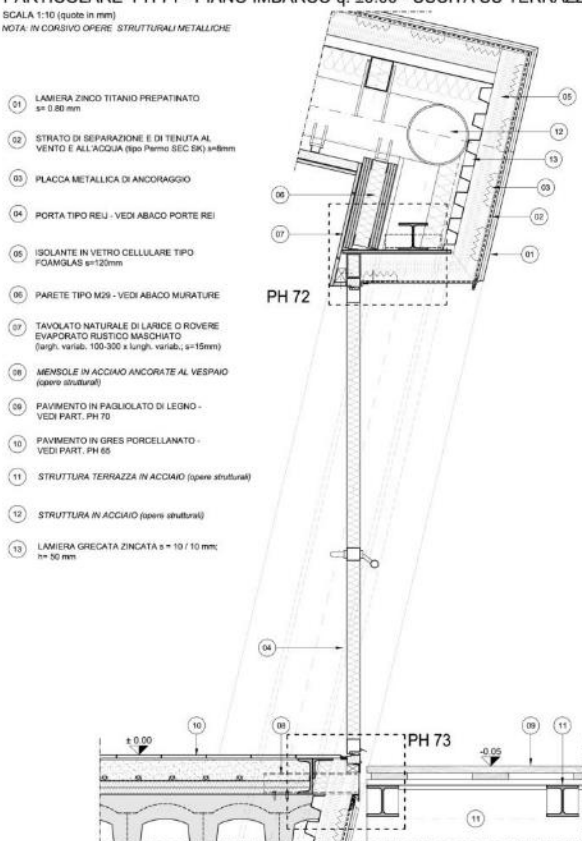 PARTICOLARE PH 71 - PIANO IMBARCO q. ±0.00 - USCITA SU TERRAZZ
SCALA 1:10 (quote in mm)
NOTA: IN CORSIVO OPERE STRUTTURALI METALLICHE
01 LAMIERA ZINCO TITANIO PREPATINATO
s= 0.80 mm
02 STRATO DI SEPARAZIONE E DI TENUTA AL
VENTO E ALL'ACQUA (tipo Permo SEC SK) s=8mm
03 PLACCA METALLICA DI ANCORAGGIO
04 PORTA TIPO REIJ - VEDI ABACO PORTE REI
05 ISOLANTE IN VETRO CELLULARE TIPO
FOAMGLAS s=120mm
06 PARETE TIPO M29 - VEDI ABACO MURATURE
07 TAVOLATO NATURALE DI LARICE O ROVERE
EVAPORATO RUSTICO MASCHIATO
(largh. variab. 100-300 x lungh. variab.; s=15mm)
08 MENSOLE IN ACCIAIO ANCORATE AL VESPAIO
(opere strutturali)
09 PAVIMENTO IN PAGLIOLATO DI LEGNO -
VEDI PART. PH 70
10 PAVIMENTO IN GRES PORCELLANATO -
VEDI PART. PH 65
11 STRUTTURA TERRAZZA IN ACCIAIO (opere strutturali)
12 STRUTTURA IN ACCIAIO (opere strutturali)
13 LAMIERA GRECATA ZINCATA s = 10 / 10 mm;
h= 50 mm
05
12
13
06
03
02
07
01
PH 72
04
10
08
PH 73
09
11
± 0.00
-0.05
11